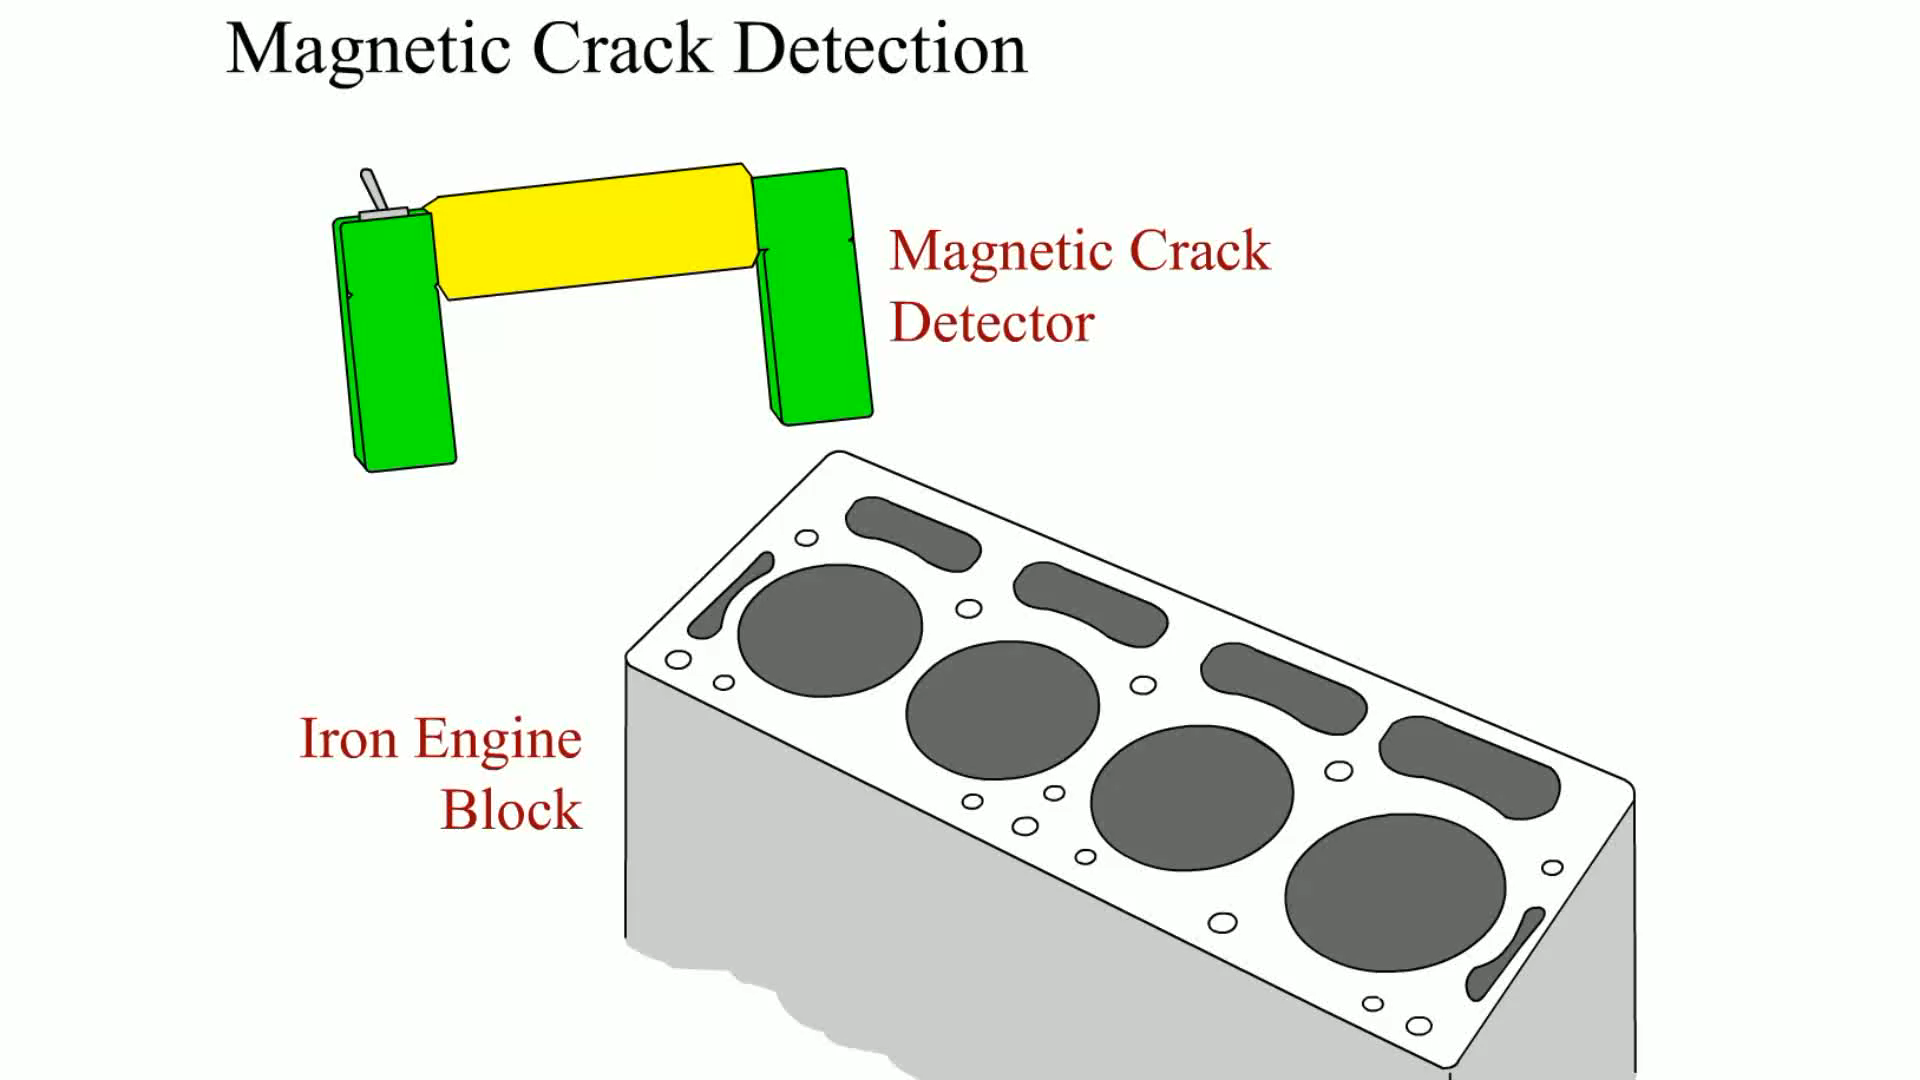 Magnetic Crack Detection
Magnetic Crack
Detector
Iron Engine
Block